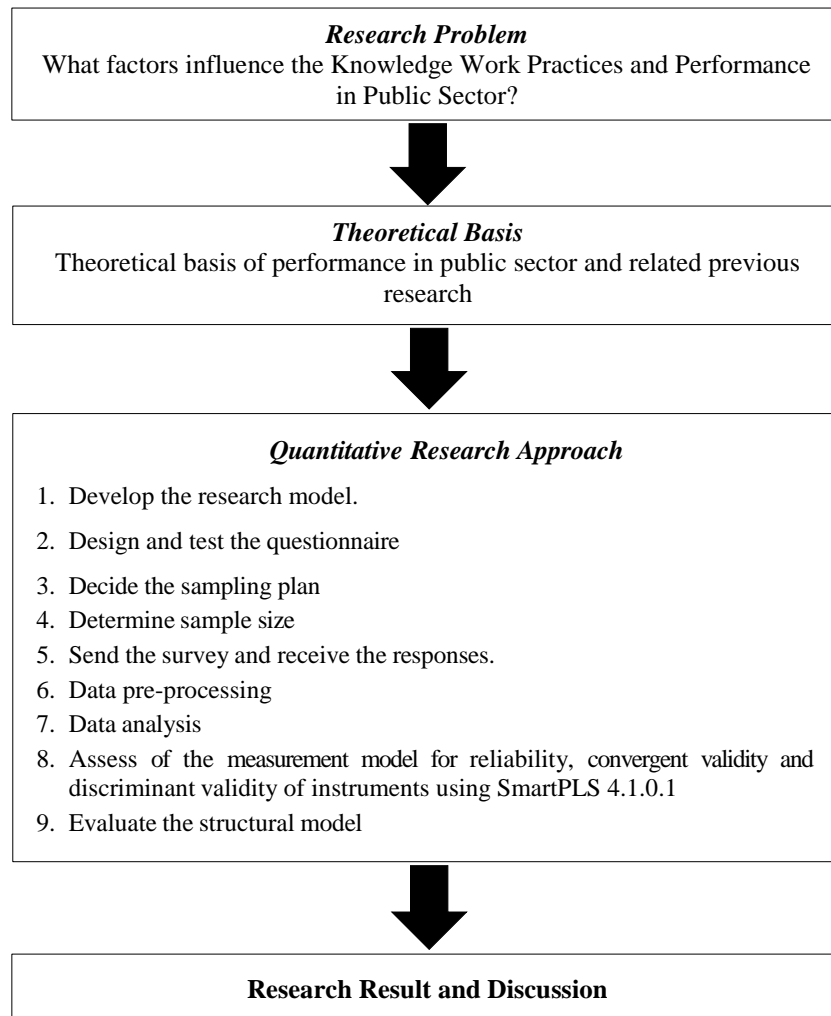 Research Problem
What factors influence the Knowledge Work Practices and Performance
in Public Sector?
Theoretical Basis
Theoretical basis of performance in public sector and related previous
research
Quantitative Research Approach
1. Develop the research model.
2. Design and test the questionnaire
3. Decide the sampling plan
4. Determine sample size
5. Send the survey and receive the responses.
6. Data pre-processing
7. Data analysis
8. Assess of the measurement model for reliability, convergent validity and
discriminant validity of instruments using SmartPLS 4.1.0.1
9. Evaluate the structural model
Research Result and Discussion